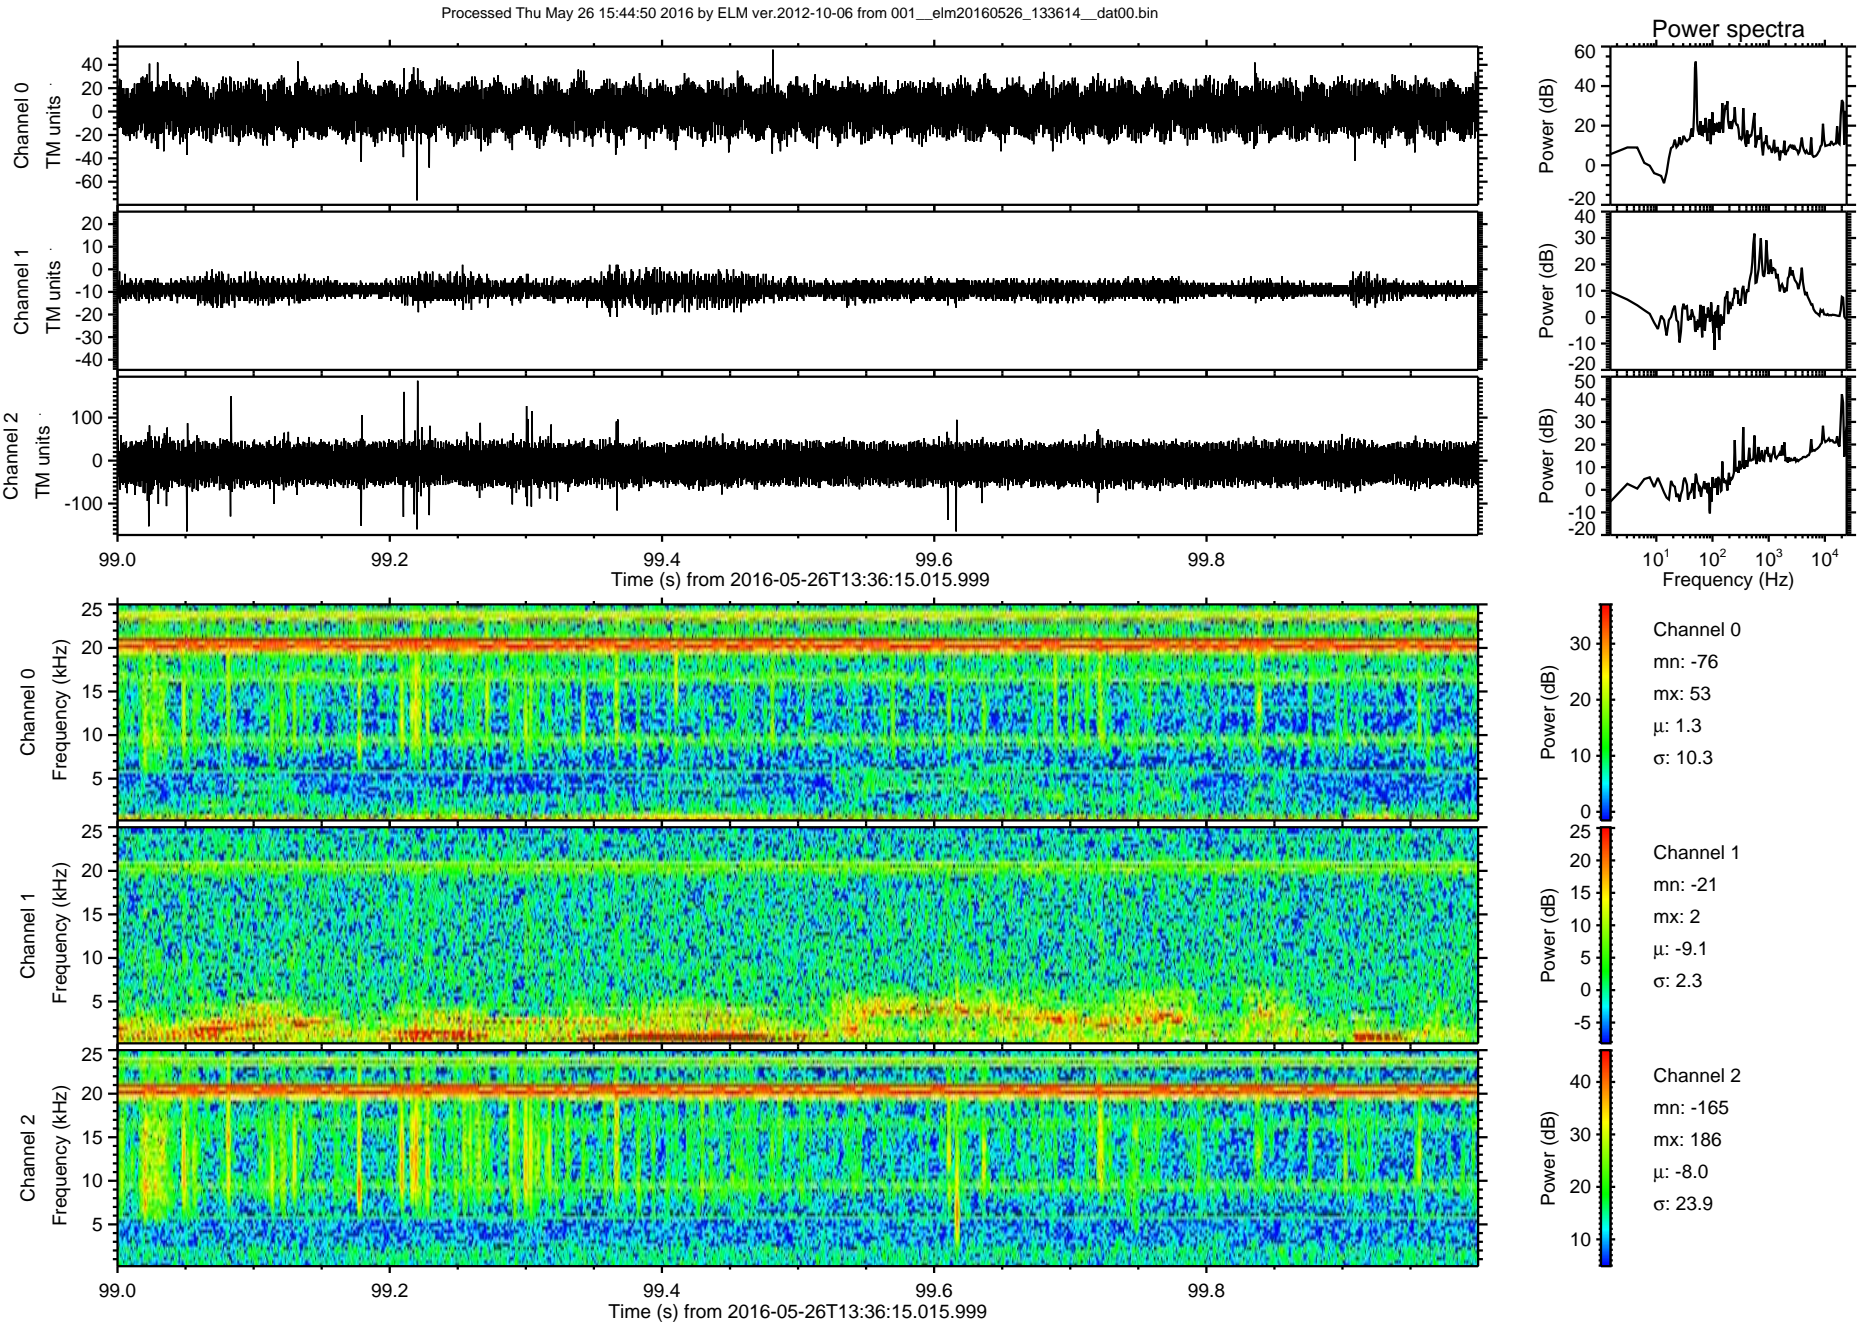 Processed Thu May 26 15:44:50 2016 by ELM ver.2012-10-06 from 001__elm20160526_133614__dat00.bin
Power spectra
Channel 0
TM units
40
20
0
-20
-40
-60
Power (dB)
60
40
20
0
-20
Channel 1
TM units
20
10
0
-10
-20
-30
-40
Power (dB)
40
30
20
10
0
-10
-20
Channel 2
TM units
100
0
-100
Power (dB)
50
40
30
20
10
0
-10
-20
99.0 99.2 99.4 99.6 99.8
Time (s) from 2016-05-26T13:36:15.015.999
10^1 10^2 10^3 10^4
Frequency (Hz)
Channel 0
Frequency (kHz)
25
20
15
10
5
Power (dB)
30
20
10
0
Channel 0
mn: -76
mx: 53
μ: 1.3
σ: 10.3
Channel 1
Frequency (kHz)
25
20
15
10
5
Power (dB)
25
20
15
10
5
0
-5
Channel 1
mn: -21
mx: 2
μ: -9.1
σ: 2.3
Channel 2
Frequency (kHz)
25
20
15
10
5
Power (dB)
40
30
20
10
Channel 2
mn: -165
mx: 186
μ: -8.0
σ: 23.9
99.0 99.2 99.4 99.6 99.8
Time (s) from 2016-05-26T13:36:15.015.999